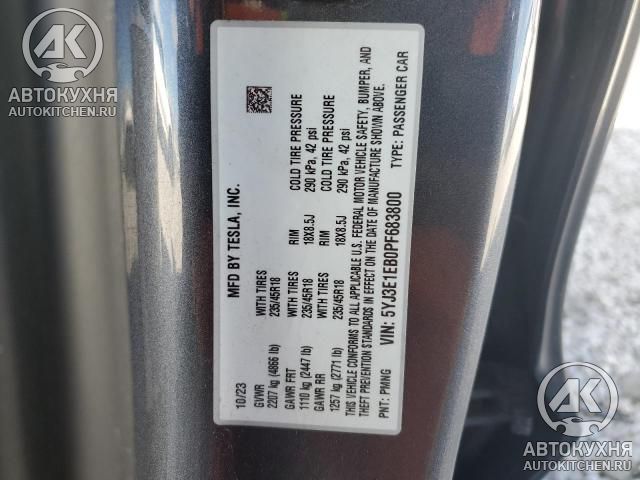 АК
АВТОКУХНЯ
AUTOKITCHEN.RU
MFD BY TESLA, INC.
10/23
GVWR
2207 kg (4866 lb)
GAWR FRT
1110 kg (2447 lb)
WITH TIRES
235/45R18
RIM
18X8.5J
COLD TIRE PRESSURE
290 kPa, 42 psi
GAWR RR
1257 kg (2771 lb)
WITH TIRES
235/45R18
RIM
18X8.5J
COLD TIRE PRESSURE
290 kPa, 42 psi
THIS VEHICLE CONFORMS TO ALL APPLICABLE U.S. FEDERAL MOTOR VEHICLE SAFETY, BUMPER, AND
THEFT PREVENTION STANDARDS IN EFFECT ON THE DATE OF MANUFACTURE SHOWN ABOVE.
VIN: 5YJ3E1EB0PF683800
PNT: PMNG
TYPE: PASSENGER CAR
АК
АВТОКУХНЯ
AUTOKITCHEN.RU